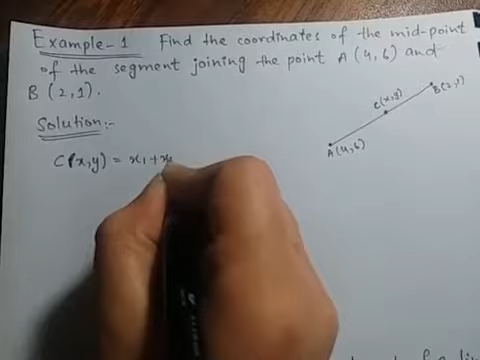 Example-1 Find the coordinates of the mid-point
of the segment joining the point A (4,6) and
B (2,1).
Solution:-
C(x,y)
B(2,1)
A(4,6)
C(x,y) = x₁+x